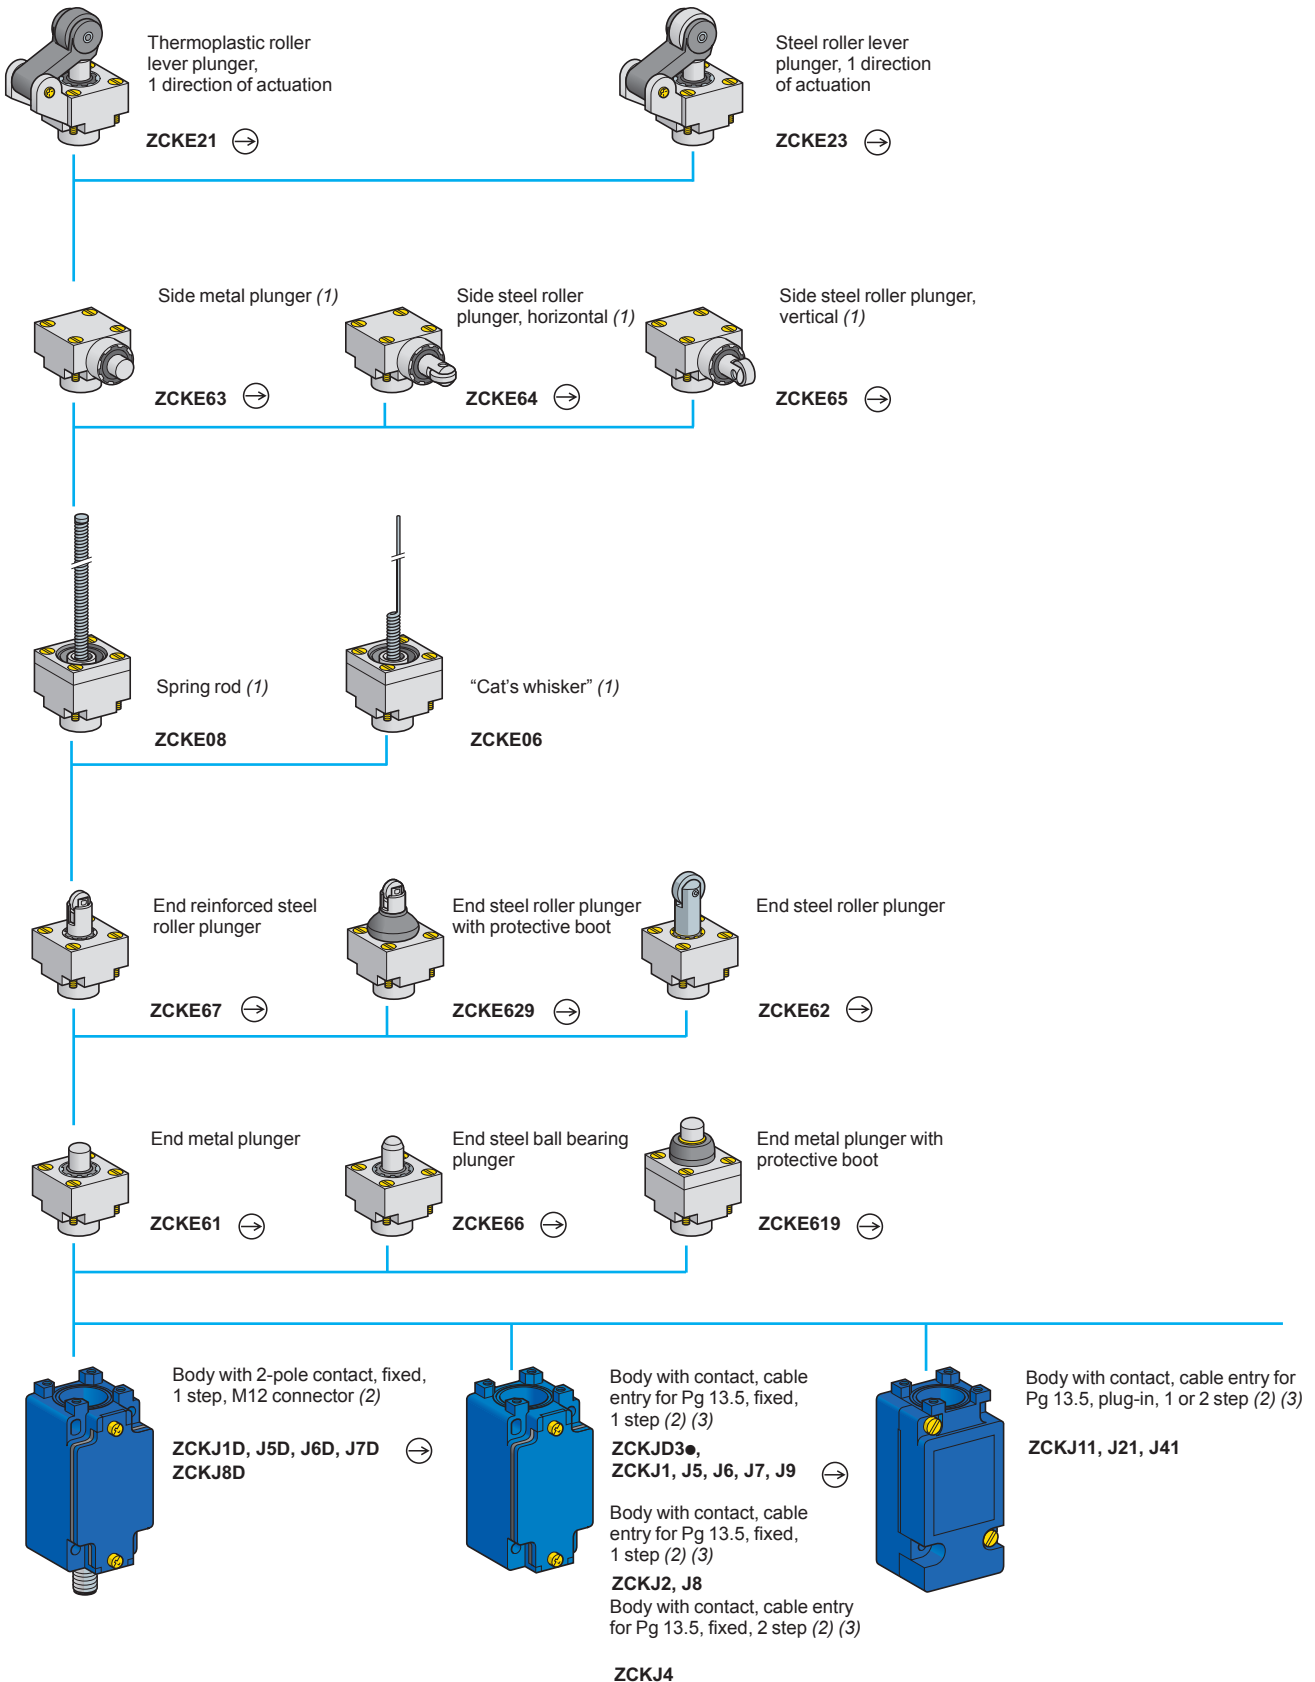 Thermoplastic roller
lever plunger,
1 direction of actuation
ZCKE21
Steel roller lever
plunger, 1 direction
of actuation
ZCKE23
Side metal plunger (1)
ZCKE63
Side steel roller
plunger, horizontal (1)
ZCKE64
Side steel roller plunger,
vertical (1)
ZCKE65
Spring rod (1)
ZCKE08
“Cat's whisker” (1)
ZCKE06
End reinforced steel
roller plunger
ZCKE67
End steel roller plunger
with protective boot
ZCKE629
End steel roller plunger
ZCKE62
End metal plunger
ZCKE61
End steel ball bearing
plunger
ZCKE66
End metal plunger with
protective boot
ZCKE619
Body with 2-pole contact, fixed,
1 step, M12 connector (2)
ZCKJ1D, J5D, J6D, J7D
ZCKJ8D
Body with contact, cable
entry for Pg 13.5, fixed,
1 step (2) (3)
ZCKJD3●,
ZCKJ1, J5, J6, J7, J9
Body with contact, cable
entry for Pg 13.5, fixed,
1 step (2) (3)
ZCKJ2, J8
Body with contact, cable entry
for Pg 13.5, fixed, 2 step (2) (3)
ZCKJ4
Body with contact, cable entry for
Pg 13.5, plug-in, 1 or 2 step (2) (3)
ZCKJ11, J21, J41